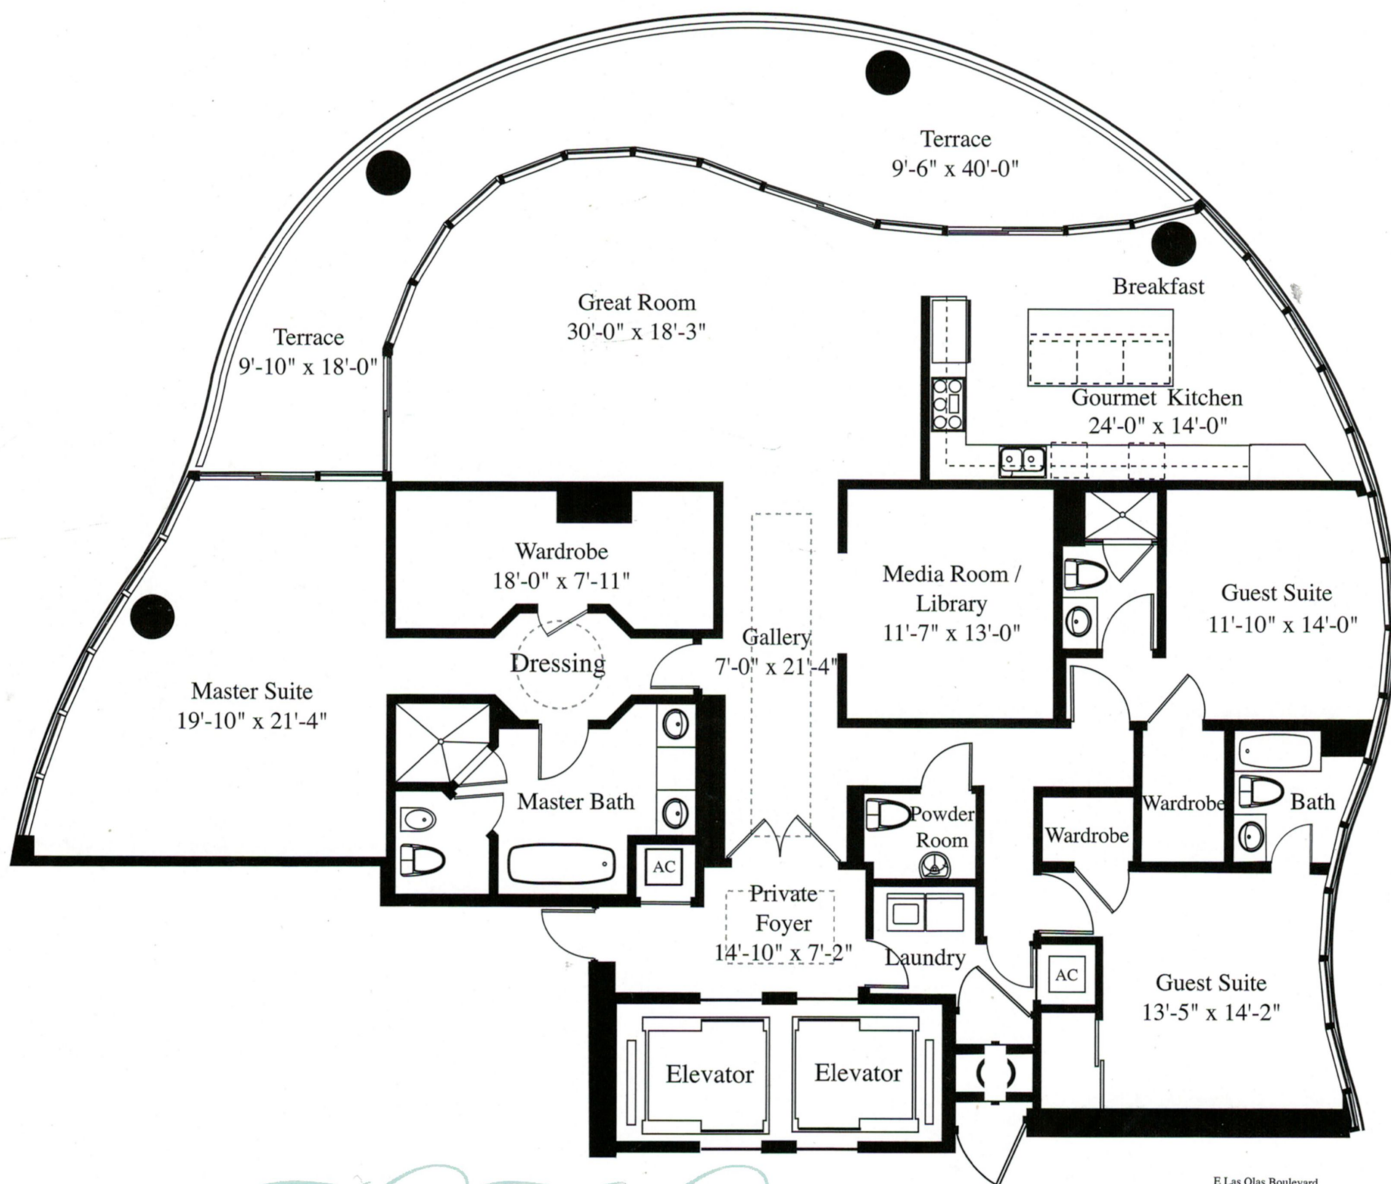 Terrace
9'-6" x 40'-0"
Breakfast
Great Room
30'-0" x 18'-3"
Terrace
9'-10" x 18'-0"
Gourmet Kitchen
24'-0" x 14'-0"
Wardrobe
18'-0" x 7'-11"
Media Room /
Library
11'-7" x 13'-0"
Guest Suite
11'-10" x 14'-0"
Gallery
7'-0" x 21'-4"
Dressing
Master Suite
19'-10" x 21'-4"
Master Bath
Powder
Room
Wardrobe
Wardrobe
Bath
AC
Private
Foyer
14'-10" x 7'-2"
Laundry
AC
Guest Suite
13'-5" x 14'-2"
Elevator
Elevator
E Las Olas Boulevard